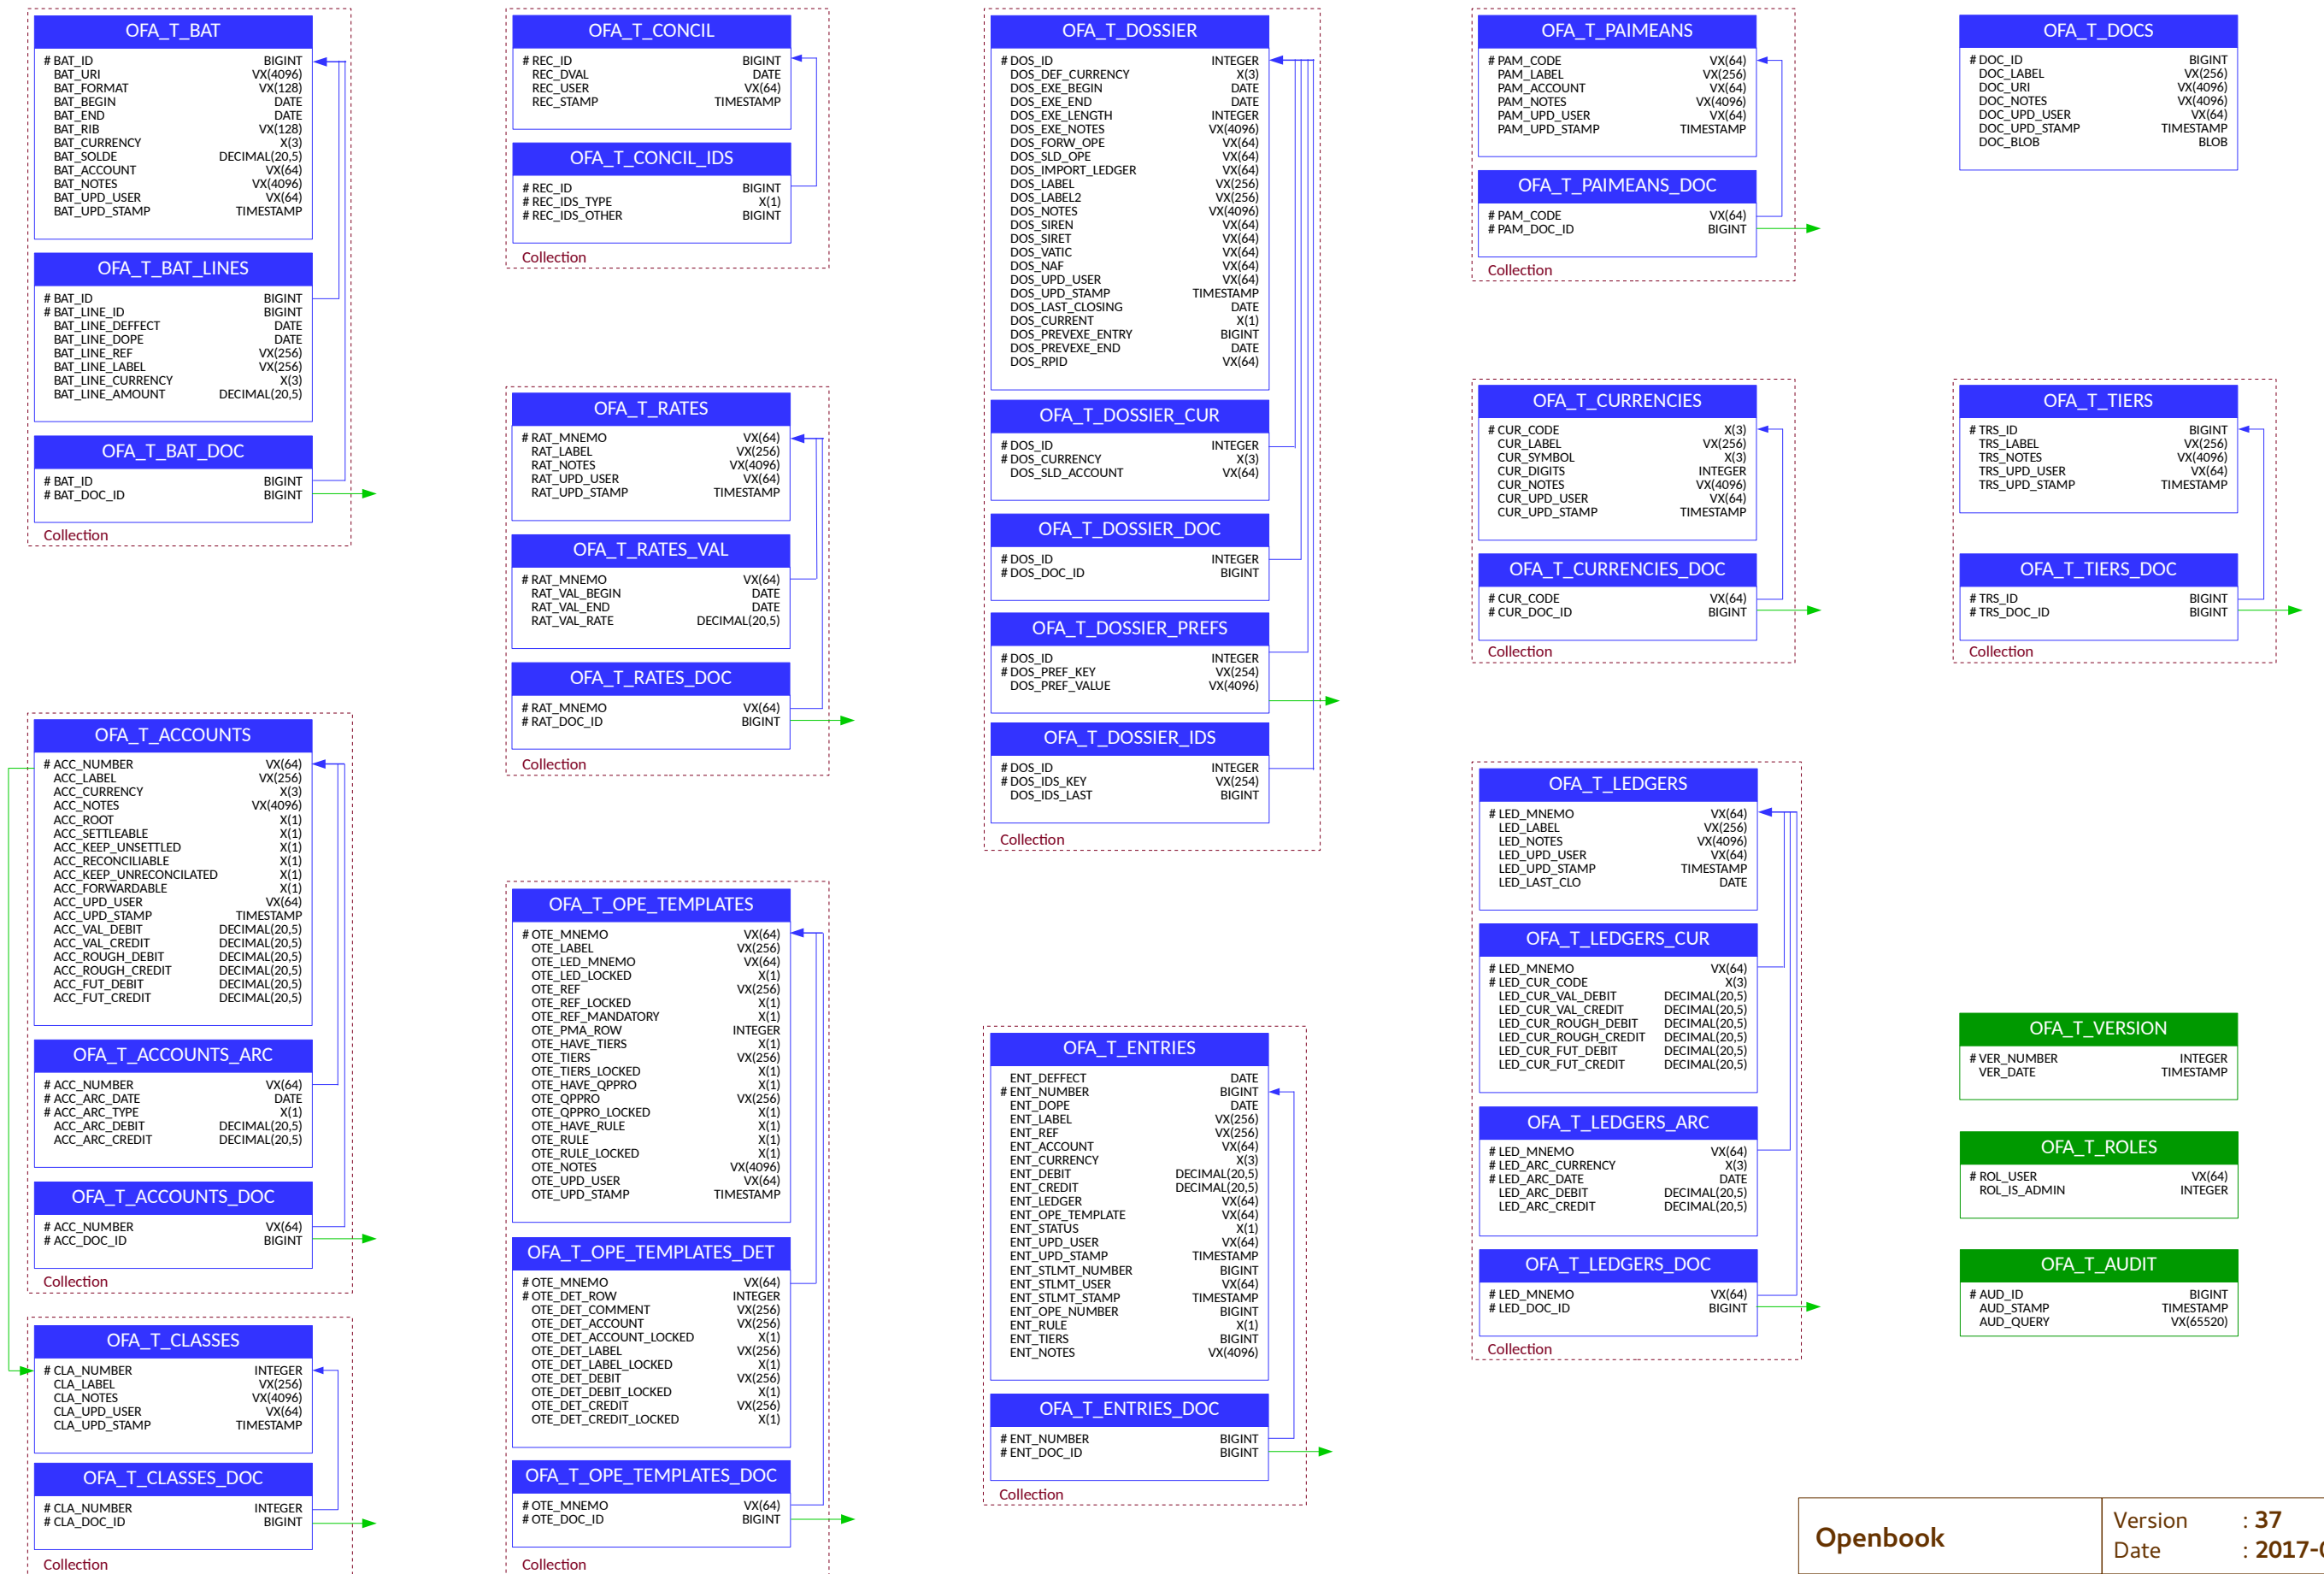 OFA_T_BAT
# BAT_ID BIGINT
BAT_URI VX(4096)
BAT_FORMAT VX(128)
BAT_BEGIN DATE
BAT_END DATE
BAT_RIB VX(128)
BAT_CURRENCY X(3)
BAT_SOLDE DECIMAL(20,5)
BAT_ACCOUNT VX(64)
BAT_NOTES VX(4096)
BAT_UPD_USER VX(64)
BAT_UPD_STAMP TIMESTAMP
OFA_T_BAT_LINES
# BAT_ID BIGINT
# BAT_LINE_ID BIGINT
BAT_LINE_DEFFECT DATE
BAT_LINE_DOPE DATE
BAT_LINE_REF VX(256)
BAT_LINE_LABEL VX(256)
BAT_LINE_CURRENCY X(3)
BAT_LINE_AMOUNT DECIMAL(20,5)
OFA_T_BAT_DOC
# BAT_ID BIGINT
# BAT_DOC_ID BIGINT
Collection
OFA_T_ACCOUNTS
# ACC_NUMBER VX(64)
ACC_LABEL VX(256)
ACC_CURRENCY X(3)
ACC_NOTES VX(4096)
ACC_ROOT X(1)
ACC_SETTLEABLE X(1)
ACC_KEEP_UNSETTLED X(1)
ACC_RECONCILIABLE X(1)
ACC_KEEP_UNRECONCILATED X(1)
ACC_FORWARDABLE X(1)
ACC_UPD_USER VX(64)
ACC_UPD_STAMP TIMESTAMP
ACC_VAL_DEBIT DECIMAL(20,5)
ACC_VAL_CREDIT DECIMAL(20,5)
ACC_ROUGH_DEBIT DECIMAL(20,5)
ACC_ROUGH_CREDIT DECIMAL(20,5)
ACC_FUT_DEBIT DECIMAL(20,5)
ACC_FUT_CREDIT DECIMAL(20,5)
OFA_T_ACCOUNTS_ARC
# ACC_NUMBER VX(64)
# ACC_ARC_DATE DATE
# ACC_ARC_TYPE X(1)
ACC_ARC_DEBIT DECIMAL(20,5)
ACC_ARC_CREDIT DECIMAL(20,5)
OFA_T_ACCOUNTS_DOC
# ACC_NUMBER VX(64)
# ACC_DOC_ID BIGINT
Collection
OFA_T_CLASSES
# CLA_NUMBER INTEGER
CLA_LABEL VX(256)
CLA_NOTES VX(4096)
CLA_UPD_USER VX(64)
CLA_UPD_STAMP TIMESTAMP
OFA_T_CLASSES_DOC
# CLA_NUMBER INTEGER
# CLA_DOC_ID BIGINT
Collection
OFA_T_CONCIL
# REC_ID BIGINT
REC_DVAL DATE
REC_USER VX(64)
REC_STAMP TIMESTAMP
OFA_T_CONCIL_IDS
# REC_ID BIGINT
# REC_IDS_TYPE X(1)
# REC_IDS_OTHER BIGINT
Collection
OFA_T_RATES
# RAT_MNEMO VX(64)
RAT_LABEL VX(256)
RAT_NOTES VX(4096)
RAT_UPD_USER VX(64)
RAT_UPD_STAMP TIMESTAMP
OFA_T_RATES_VAL
# RAT_MNEMO VX(64)
RAT_VAL_BEGIN DATE
RAT_VAL_END DATE
RAT_VAL_RATE DECIMAL(20,5)
OFA_T_RATES_DOC
# RAT_MNEMO VX(64)
# RAT_DOC_ID BIGINT
Collection
OFA_T_OPE_TEMPLATES
# OTE_MNEMO VX(64)
OTE_LABEL VX(256)
OTE_LED_MNEMO VX(64)
OTE_LED_LOCKED X(1)
OTE_REF VX(256)
OTE_REF_LOCKED X(1)
OTE_REF_MANDATORY X(1)
OTE_PMA_ROW INTEGER
OTE_HAVE_TIERS X(1)
OTE_TIERS VX(256)
OTE_TIERS_LOCKED X(1)
OTE_HAVE_QPPRO X(1)
OTE_QPPRO VX(256)
OTE_QPPRO_LOCKED X(1)
OTE_HAVE_RULE X(1)
OTE_RULE X(1)
OTE_RULE_LOCKED X(1)
OTE_NOTES VX(4096)
OTE_UPD_USER VX(64)
OTE_UPD_STAMP TIMESTAMP
OFA_T_OPE_TEMPLATES_DET
# OTE_MNEMO VX(64)
# OTE_DET_ROW INTEGER
OTE_DET_COMMENT VX(256)
OTE_DET_ACCOUNT VX(256)
OTE_DET_ACCOUNT_LOCKED X(1)
OTE_DET_LABEL VX(256)
OTE_DET_LABEL_LOCKED X(1)
OTE_DET_DEBIT VX(256)
OTE_DET_DEBIT_LOCKED X(1)
OTE_DET_CREDIT VX(256)
OTE_DET_CREDIT_LOCKED X(1)
OFA_T_OPE_TEMPLATES_DOC
# OTE_MNEMO VX(64)
# OTE_DOC_ID BIGINT
Collection
OFA_T_DOSSIER
# DOS_ID INTEGER
DOS_DEF_CURRENCY X(3)
DOS_EXE_BEGIN DATE
DOS_EXE_END DATE
DOS_EXE_LENGTH INTEGER
DOS_EXE_NOTES VX(4096)
DOS_FORW_OPE VX(64)
DOS_SLD_OPE VX(64)
DOS_IMPORT_LEDGER VX(64)
DOS_LABEL VX(256)
DOS_LABEL2 VX(256)
DOS_NOTES VX(4096)
DOS_SIREN VX(64)
DOS_SIRET VX(64)
DOS_VATIC VX(64)
DOS_NAF VX(64)
DOS_UPD_USER VX(64)
DOS_UPD_STAMP TIMESTAMP
DOS_LAST_CLOSING DATE
DOS_CURRENT X(1)
DOS_PREVEXE_ENTRY BIGINT
DOS_PREVEXE_END DATE
DOS_RPID VX(64)
OFA_T_DOSSIER_CUR
# DOS_ID INTEGER
# DOS_CURRENCY X(3)
DOS_SLD_ACCOUNT VX(64)
OFA_T_DOSSIER_DOC
# DOS_ID INTEGER
# DOS_DOC_ID BIGINT
OFA_T_DOSSIER_PREFS
# DOS_ID INTEGER
# DOS_PREF_KEY VX(254)
DOS_PREF_VALUE VX(4096)
OFA_T_DOSSIER_IDS
# DOS_ID INTEGER
# DOS_IDS_KEY VX(254)
DOS_IDS_LAST BIGINT
Collection
OFA_T_ENTRIES
ENT_DEFFECT DATE
# ENT_NUMBER BIGINT
ENT_DOPE DATE
ENT_LABEL VX(256)
ENT_REF VX(256)
ENT_ACCOUNT VX(64)
ENT_CURRENCY X(3)
ENT_DEBIT DECIMAL(20,5)
ENT_CREDIT DECIMAL(20,5)
ENT_LEDGER VX(64)
ENT_OPE_TEMPLATE VX(64)
ENT_STATUS X(1)
ENT_UPD_USER VX(64)
ENT_UPD_STAMP TIMESTAMP
ENT_STLMT_NUMBER BIGINT
ENT_STLMT_USER VX(64)
ENT_STLMT_STAMP TIMESTAMP
ENT_OPE_NUMBER BIGINT
ENT_RULE X(1)
ENT_TIERS BIGINT
ENT_NOTES VX(4096)
OFA_T_ENTRIES_DOC
# ENT_NUMBER BIGINT
# ENT_DOC_ID BIGINT
Collection
OFA_T_PAIMEANS
# PAM_CODE VX(64)
PAM_LABEL VX(256)
PAM_ACCOUNT VX(64)
PAM_NOTES VX(4096)
PAM_UPD_USER VX(64)
PAM_UPD_STAMP TIMESTAMP
OFA_T_PAIMEANS_DOC
# PAM_CODE VX(64)
# PAM_DOC_ID BIGINT
Collection
OFA_T_CURRENCIES
# CUR_CODE X(3)
CUR_LABEL VX(256)
CUR_SYMBOL X(3)
CUR_DIGITS INTEGER
CUR_NOTES VX(4096)
CUR_UPD_USER VX(64)
CUR_UPD_STAMP TIMESTAMP
OFA_T_CURRENCIES_DOC
# CUR_CODE VX(64)
# CUR_DOC_ID BIGINT
Collection
OFA_T_LEDGERS
# LED_MNEMO VX(64)
LED_LABEL VX(256)
LED_NOTES VX(4096)
LED_UPD_USER VX(64)
LED_UPD_STAMP TIMESTAMP
LED_LAST_CLO DATE
OFA_T_LEDGERS_CUR
# LED_MNEMO VX(64)
# LED_CUR_CODE X(3)
LED_CUR_VAL_DEBIT DECIMAL(20,5)
LED_CUR_VAL_CREDIT DECIMAL(20,5)
LED_CUR_ROUGH_DEBIT DECIMAL(20,5)
LED_CUR_ROUGH_CREDIT DECIMAL(20,5)
LED_CUR_FUT_DEBIT DECIMAL(20,5)
LED_CUR_FUT_CREDIT DECIMAL(20,5)
OFA_T_LEDGERS_ARC
# LED_MNEMO VX(64)
# LED_ARC_CURRENCY X(3)
# LED_ARC_DATE DATE
LED_ARC_DEBIT DECIMAL(20,5)
LED_ARC_CREDIT DECIMAL(20,5)
OFA_T_LEDGERS_DOC
# LED_MNEMO VX(64)
# LED_DOC_ID BIGINT
Collection
OFA_T_DOCS
# DOC_ID BIGINT
DOC_LABEL VX(256)
DOC_URI VX(4096)
DOC_NOTES VX(4096)
DOC_UPD_USER VX(64)
DOC_UPD_STAMP TIMESTAMP
DOC_BLOB BLOB
OFA_T_TIERS
# TRS_ID BIGINT
TRS_LABEL VX(256)
TRS_NOTES VX(4096)
TRS_UPD_USER VX(64)
TRS_UPD_STAMP TIMESTAMP
OFA_T_TIERS_DOC
# TRS_ID BIGINT
# TRS_DOC_ID BIGINT
Collection
OFA_T_VERSION
# VER_NUMBER INTEGER
VER_DATE TIMESTAMP
OFA_T_ROLES
# ROL_USER VX(64)
ROL_IS_ADMIN INTEGER
OFA_T_AUDIT
# AUD_ID BIGINT
AUD_STAMP TIMESTAMP
AUD_QUERY VX(65520)
Openbook
Version : 37
Date : 2017-0